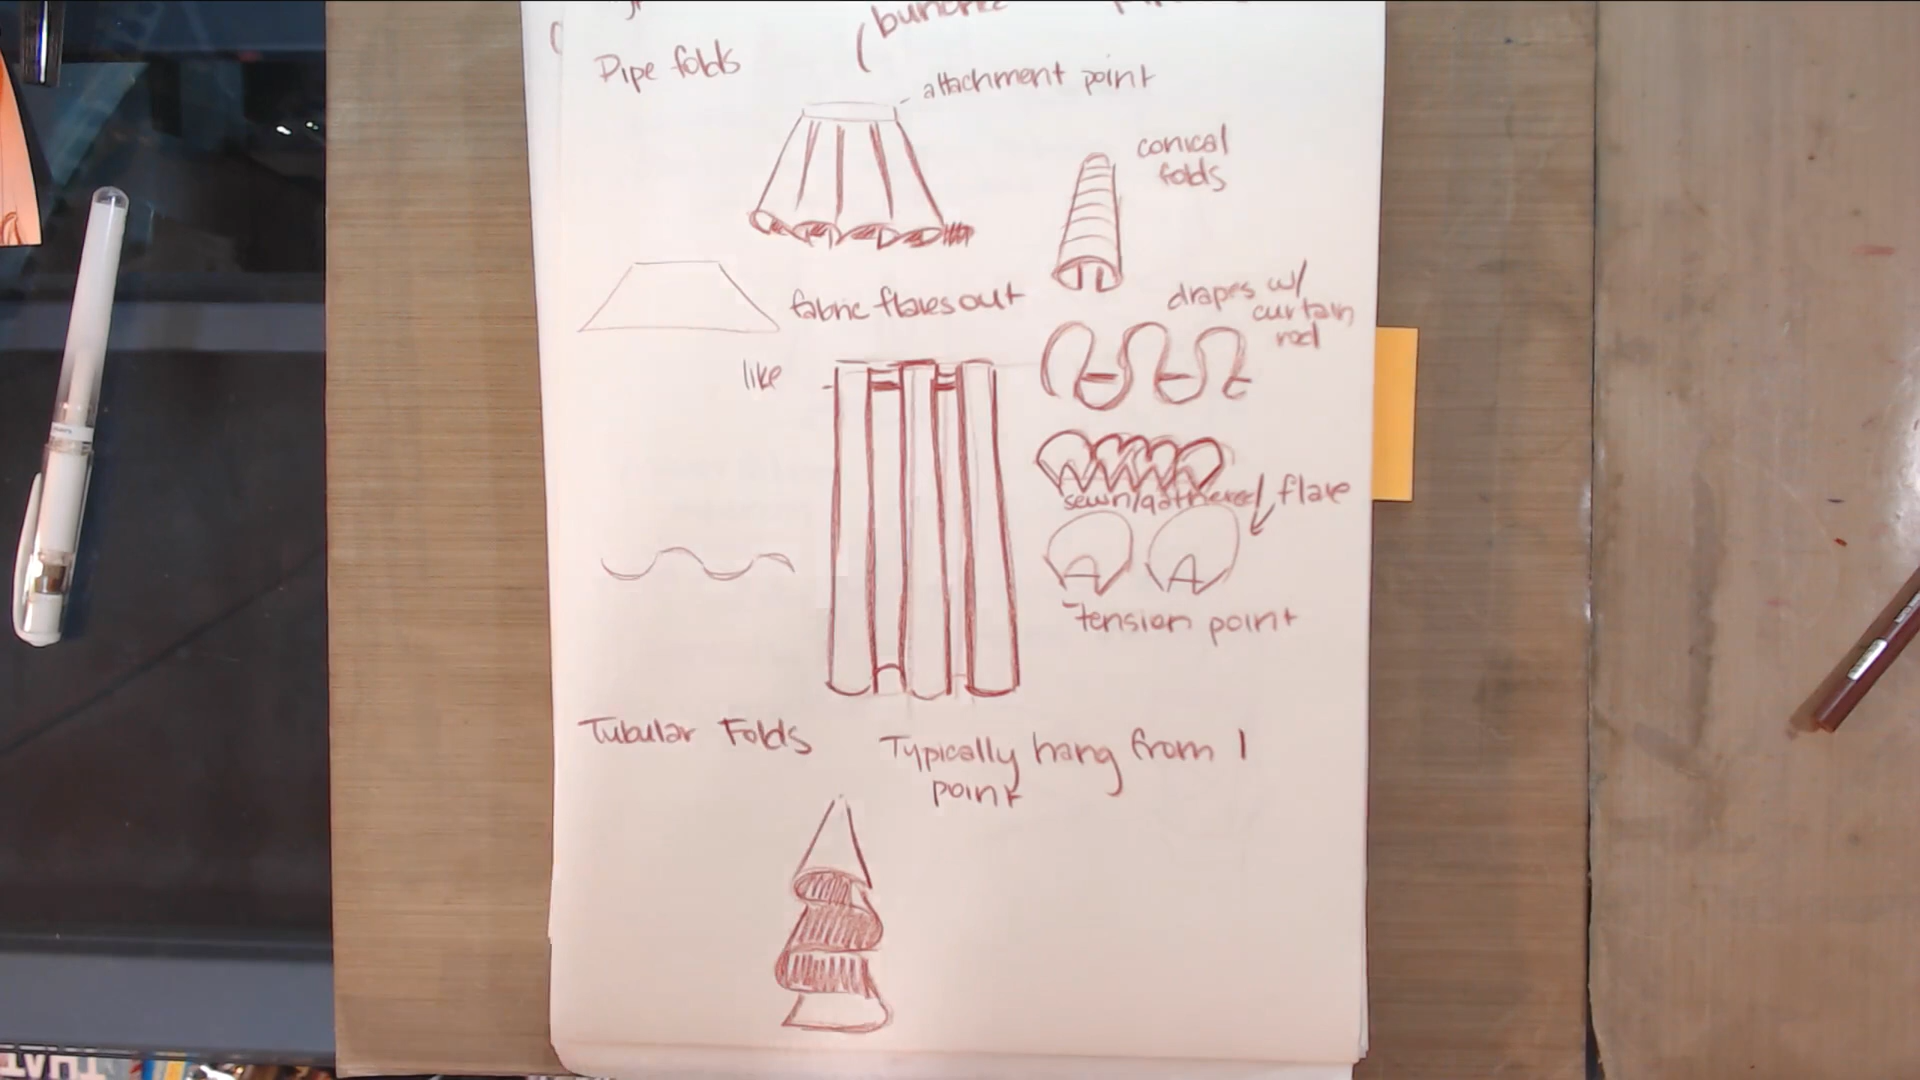 Pipe folds
attachment point
conical
folds
fabric flares out
drapes w/
curtain
rod
like
sewn/gathered
flare
Tension point
Tubular Folds
Typically hang from 1
point